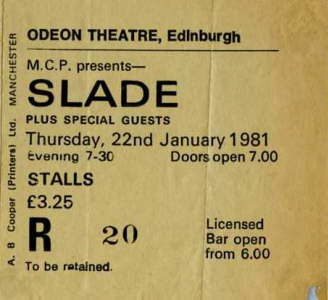 ODEON THEATRE, Edinburgh
M.C.P. presents—
SLADE
PLUS SPECIAL GUESTS
Thursday, 22nd January 1981
Evening 7-30 Doors open 7.00
STALLS
£3.25
R 20
Licensed
Bar open
from 6.00
To be retained.
A. B Cooper (Printers) Ltd. MANCHESTER